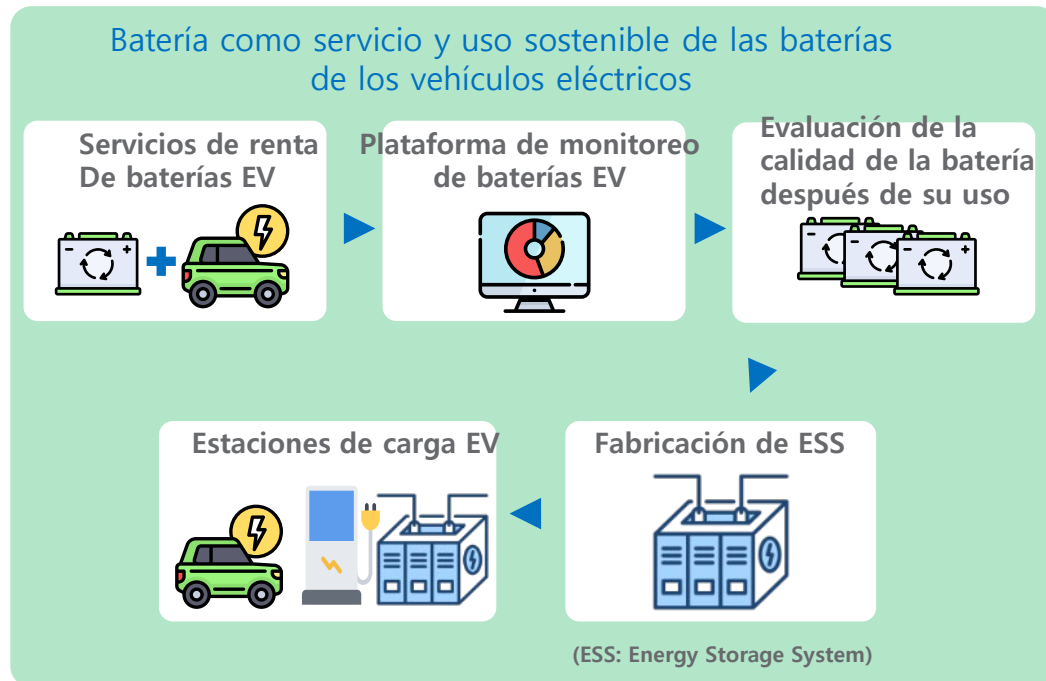 Batería como servicio y uso sostenible de las baterías
de los vehículos eléctricos
Servicios de renta
De baterías EV
Plataforma de monitoreo
de baterías EV
Evaluación de la
calidad de la batería
después de su uso
Estaciones de carga EV
Fabricación de ESS
(ESS: Energy Storage System)